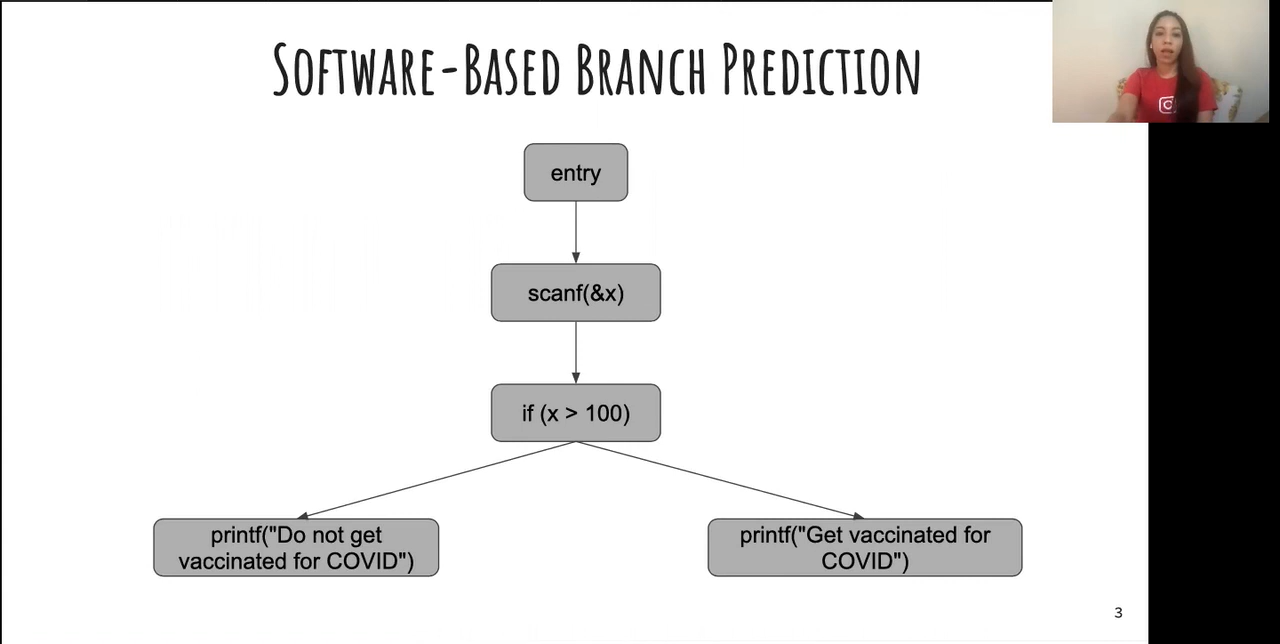 Software-Based Branch Prediction
entry
scanf(&x)
if (x > 100)
printf("Do not get
vaccinated for COVID")
printf("Get vaccinated for
COVID")
3